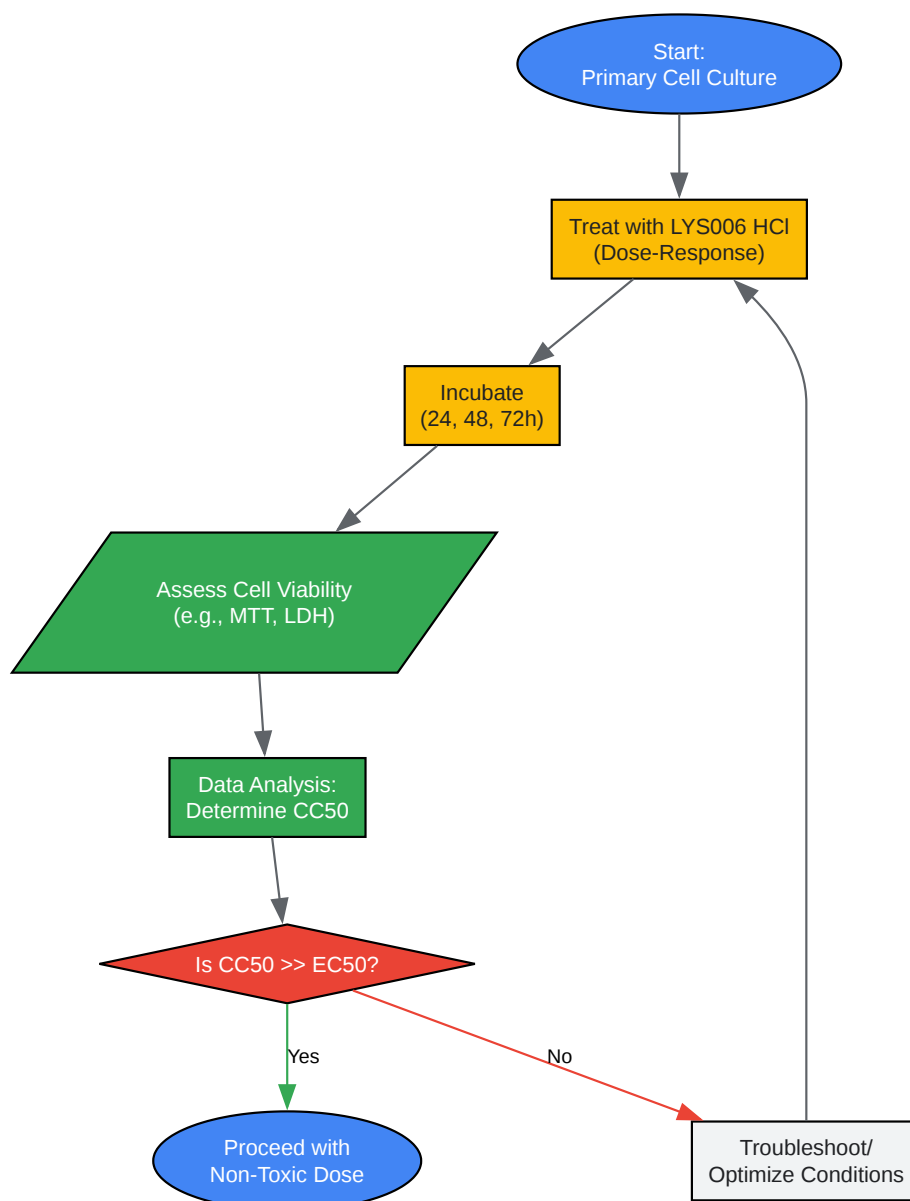 Start:
Primary Cell Culture
Treat with LYS006 HCl
(Dose-Response)
Incubate
(24, 48, 72h)
Assess Cell Viability
(e.g., MTT, LDH)
Data Analysis:
Determine CC50
Is CC50 >> EC50?
Yes
No
Proceed with
Non-Toxic Dose
Troubleshoot/
Optimize Conditions